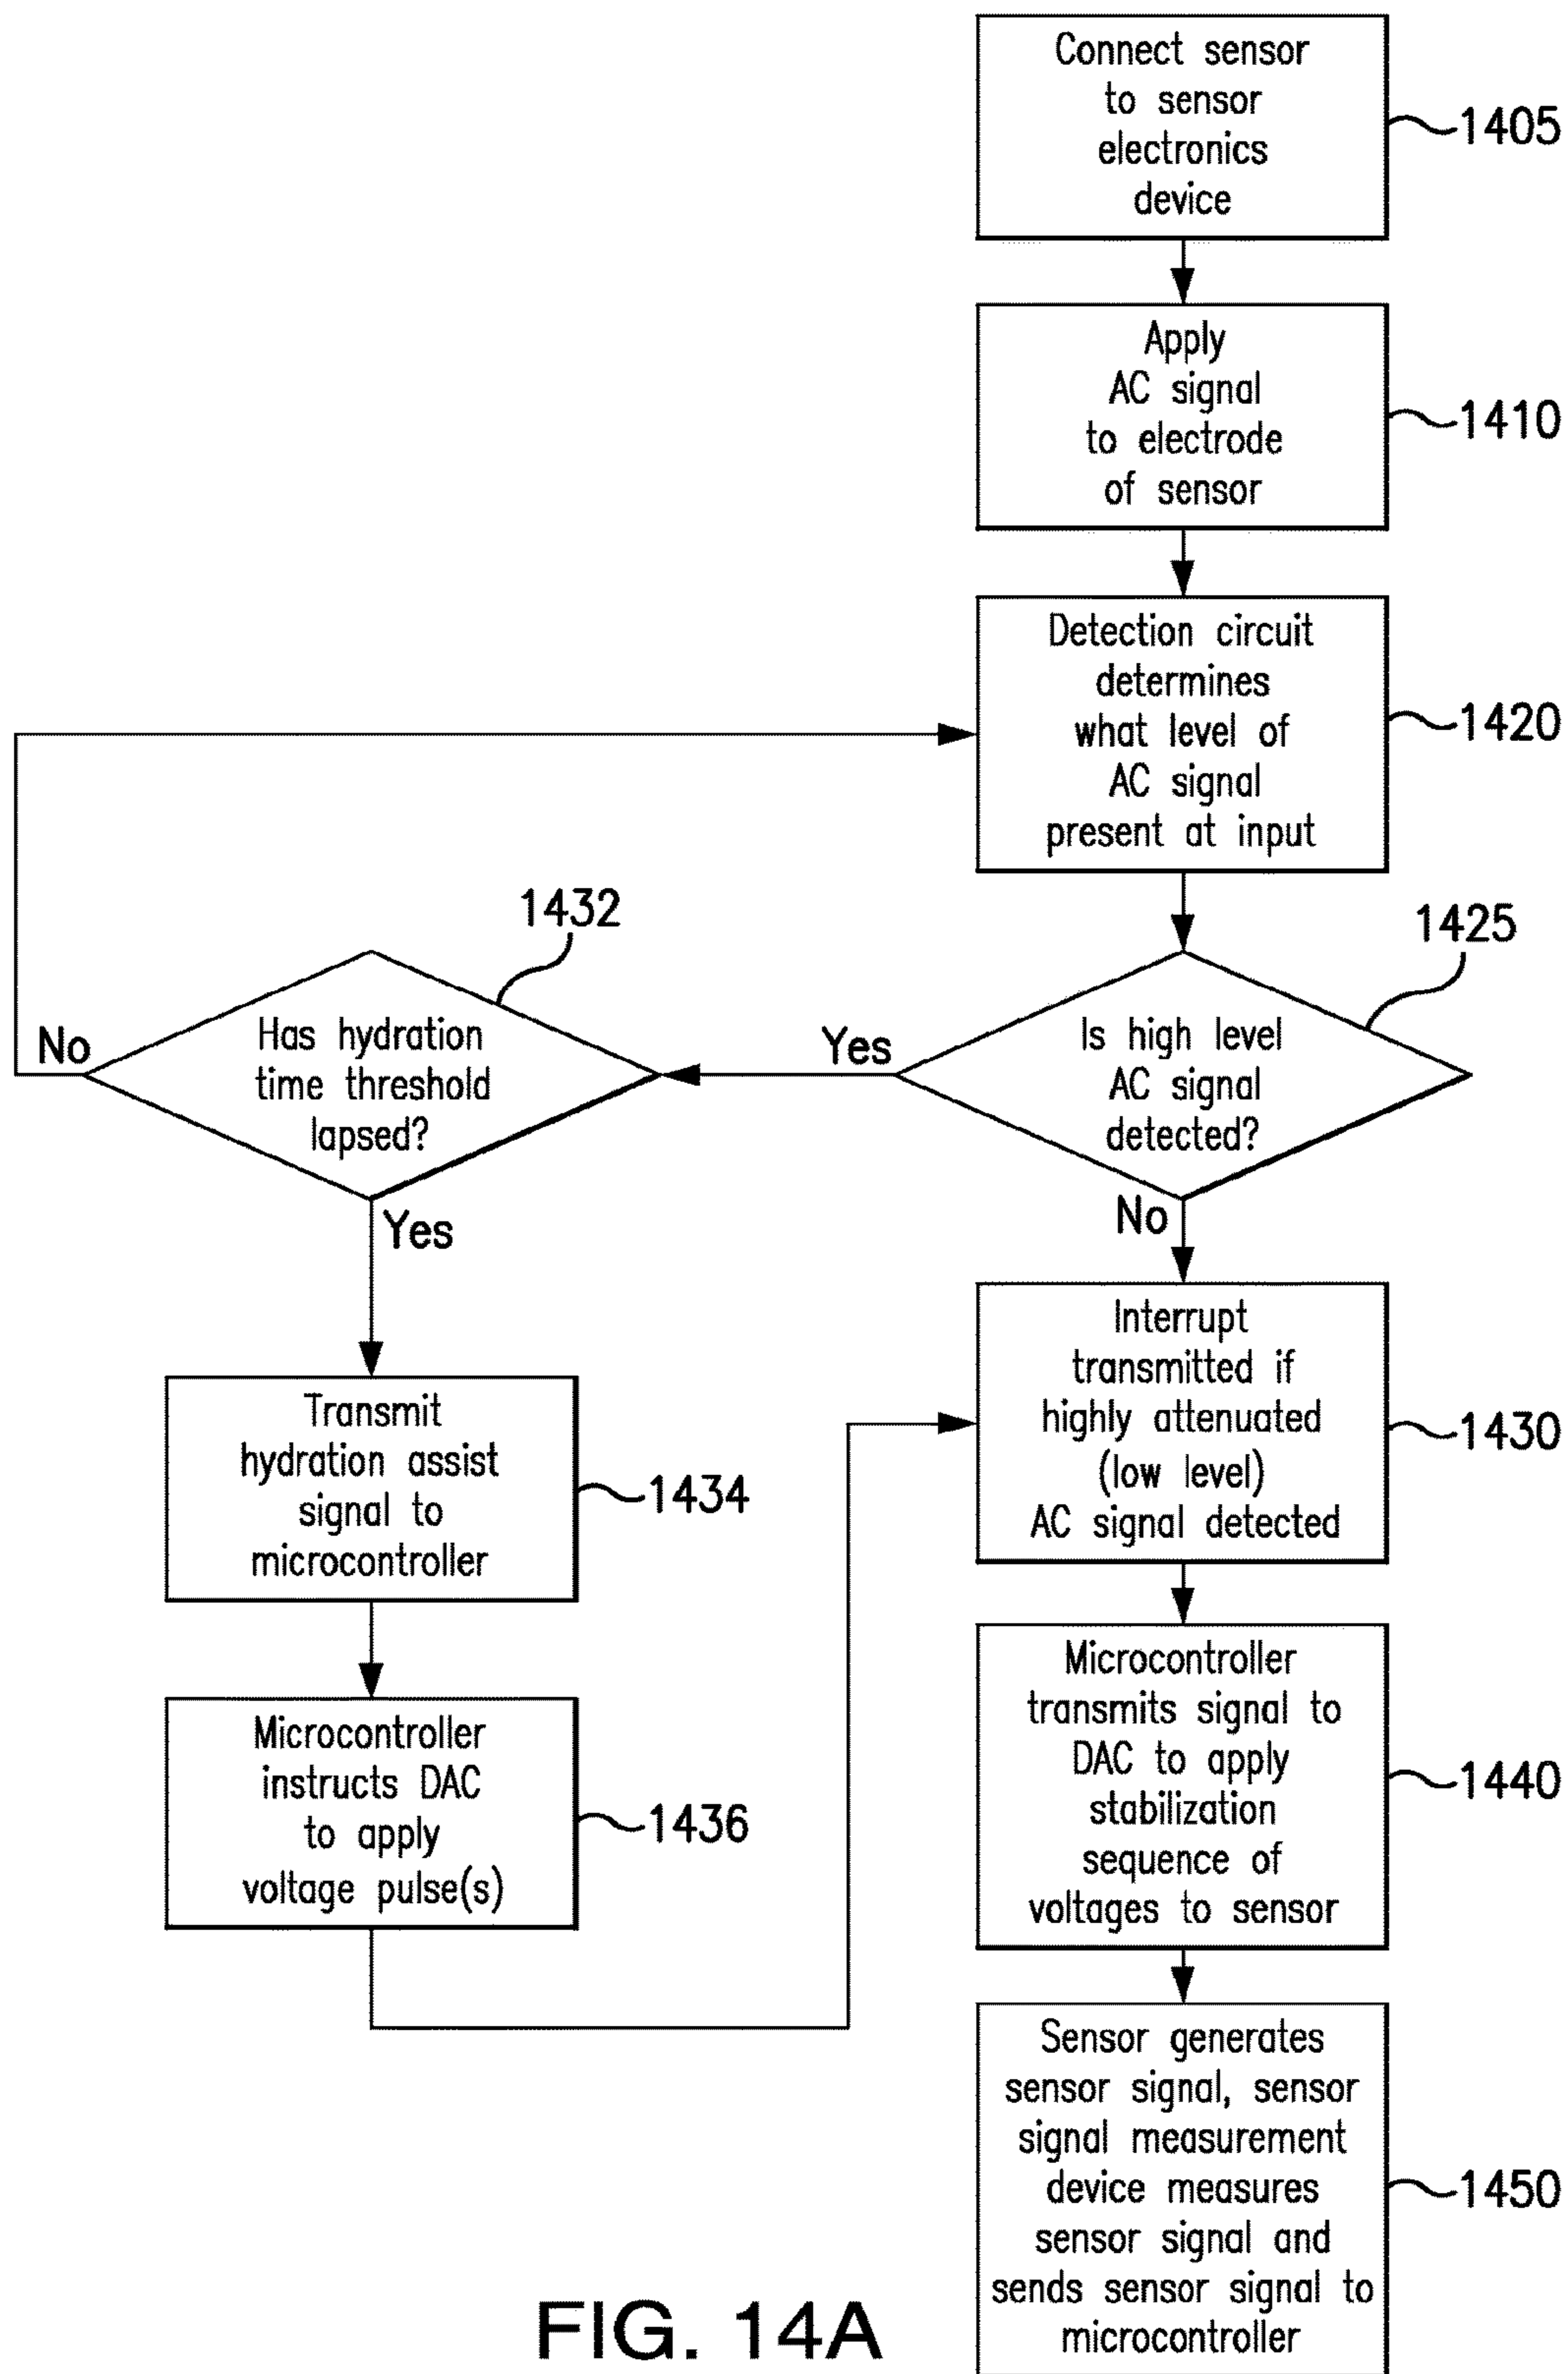 Connect sensor
to sensor
electronics
device
1405
Apply
AC signal
to electrode
of sensor
1410
Detection circuit
determines
what level of
AC signal
present at input
1420
1432
1425
No
Has hydration
time threshold
lapsed?
Yes
Yes
Is high level
AC signal
detected?
No
Interrupt
transmitted if
highly attenuated
(low level)
AC signal detected
1430
Transmit
hydration assist
signal to
microcontroller
1434
Microcontroller
instructs DAC
to apply
voltage pulse(s)
1436
Microcontroller
transmits signal to
DAC to apply
stabilization
sequence of
voltages to sensor
1440
Sensor generates
sensor signal, sensor
signal measurement
device measures
sensor signal and
sends sensor signal to
microcontroller
1450
FIG. 14A